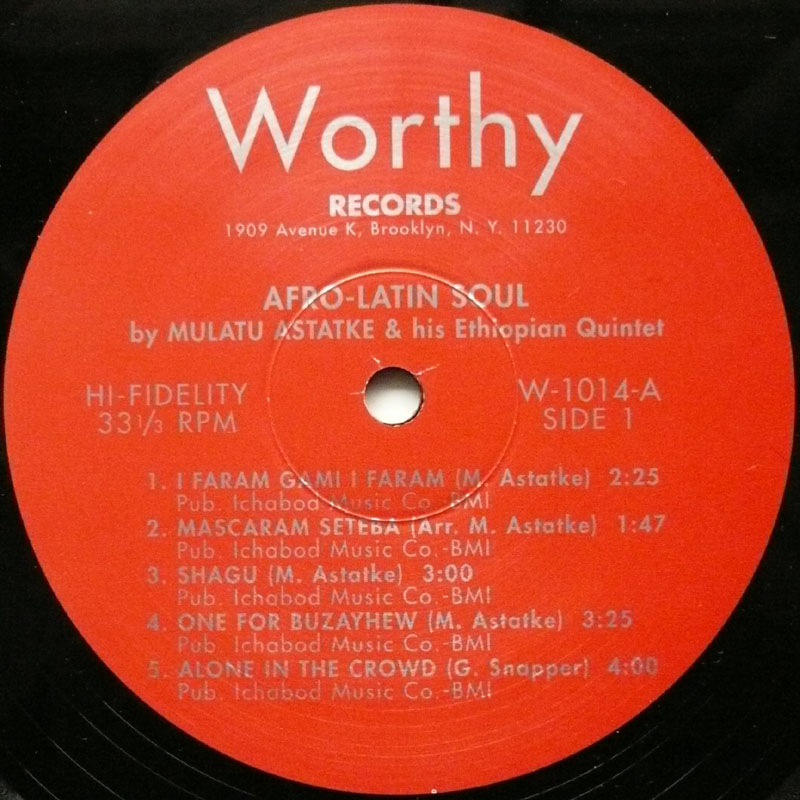 Worthy
RECORDS
1909 Avenue K, Brooklyn, N. Y. 11230
AFRO-LATIN SOUL
by MULATU ASTATKE & his Ethiopian Quintet
HI-FIDELITY
33 1/3 RPM
W-1014-A
SIDE 1
1. I FARAM GAMI I FARAM (M. Astatke) 2:25
Pub. Ichabod Music Co.-BMI
2. MASCARAM SETEBA (Arr. M. Astatke) 1:47
Pub. Ichabod Music Co.-BMI
3. SHAGU (M. Astatke) 3:00
Pub. Ichabod Music Co.-BMI
4. ONE FOR BUZAYHEW (M. Astatke) 3:25
Pub. Ichabod Music Co.-BMI
5. ALONE IN THE CROWD (G. Snapper) 4:00
Pub. Ichabod Music Co.-BMI